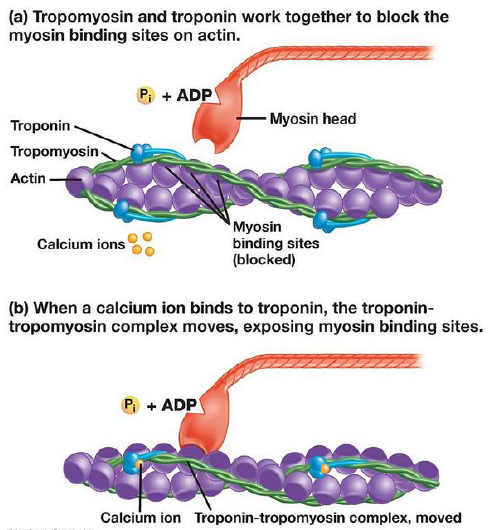 (a) Tropomyosin and troponin work together to block the
myosin binding sites on actin.
Pi + ADP
Myosin head
Troponin
Tropomyosin
Actin
Calcium ions
Myosin
binding sites
(blocked)
(b) When a calcium ion binds to troponin, the troponin-
tropomyosin complex moves, exposing myosin binding sites.
Pi + ADP
Calcium ion
Troponin-tropomyosin complex, moved